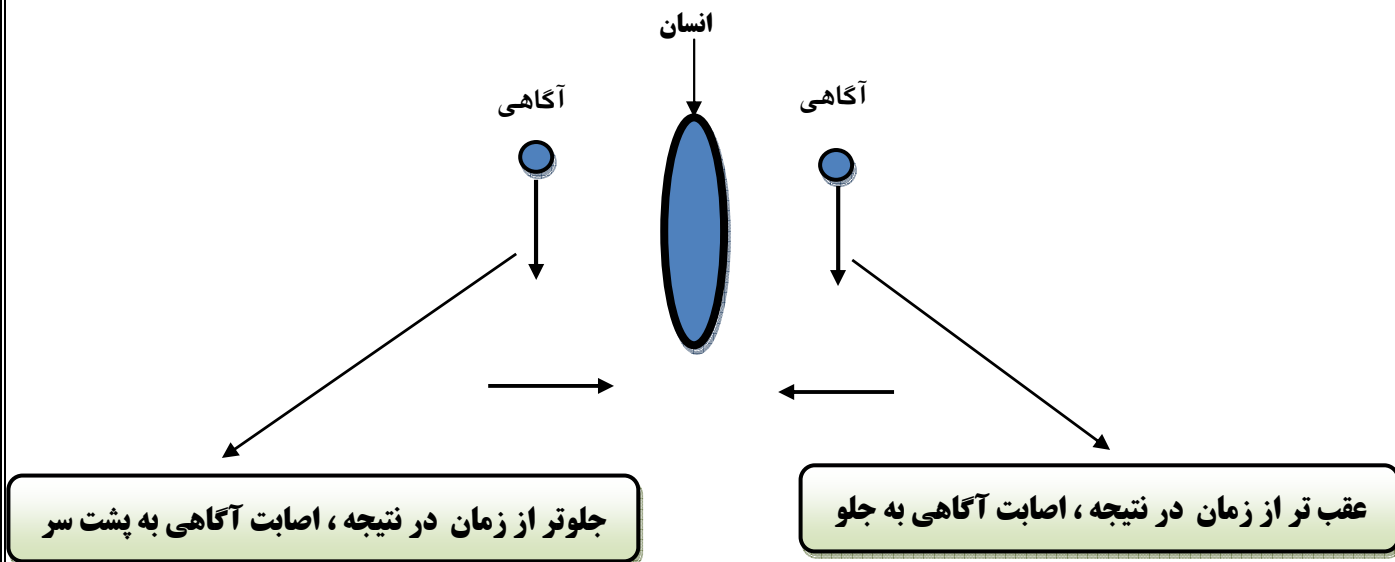 انسان
آگاهی
آگاهی
عقب تر از زمان در نتیجه ، اصابت آگاهی به جلو
جلوتر از زمان در نتیجه ، اصابت آگاهی به پشت سر